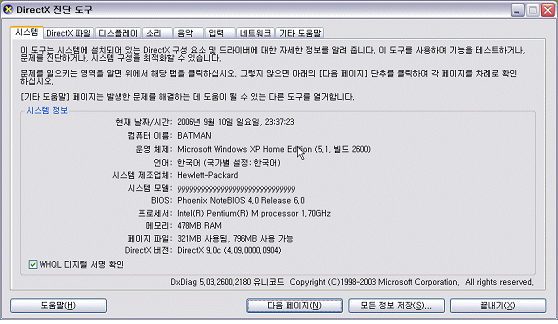 DirectX 진단 도구
시스템 DirectX 파일 디스플레이 소리 음악 입력 네트워크 기타 도움말
이 도구는 시스템에 설치되어 있는 DirectX 구성 요소 및 드라이버에 대한 자세한 정보를 알려 줍니다. 이 도구를 사용하여 기능을 테스트하거나,
문제를 진단하거나, 시스템 구성을 최적화할 수 있습니다.
문제를 일으키는 영역을 알면 위에서 해당 탭을 클릭하십시오. 그렇지 않으면 아래의 [다음 페이지] 단추를 클릭하여 각 페이지를 차례로 확인
하십시오.
[기타 도움말] 페이지는 발생한 문제를 해결하는 데 도움이 될 수 있는 다른 도구를 열거합니다.
시스템 정보
현재 날짜/시간: 2006년 9월 10일 일요일, 23:37:23
컴퓨터 이름: BATMAN
운영 체제: Microsoft Windows XP Home Edition (5.1, 빌드 2600)
언어: 한국어 (국가별 설정: 한국어)
시스템 제조업체: Hewlett-Packard
시스템 모델:
BIOS: Phoenix NoteBIOS 4.0 Release 6.0
프로세서: Intel(R) Pentium(R) M processor 1.70GHz
메모리: 478MB RAM
페이지 파일: 321MB 사용됨, 796MB 사용 가능
DirectX 버전: DirectX 9.0c (4.09.0000.0904)
WHQL 디지털 서명 확인
DxDiag 5.03.2600.2180 유니코드 Copyright (C)1998-2003 Microsoft Corporation. All rights reserved.
도움말(H) 다음 페이지(N) 모든 정보 저장(S)... 끝내기(X)